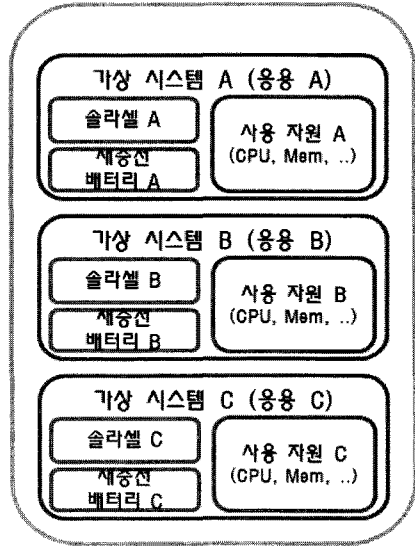 가상 시스템 A (응용 A)
솔라셀 A
사용 자원 A
(CPU, Mem, ..)
재충전
배터리 A
가상 시스템 B (응용 B)
솔라셀 B
사용 자원 B
(CPU, Mem, ..)
재충전
배터리 B
가상 시스템 C (응용 C)
솔라셀 C
사용 자원 C
(CPU, Mem, ..)
재충전
배터리 C